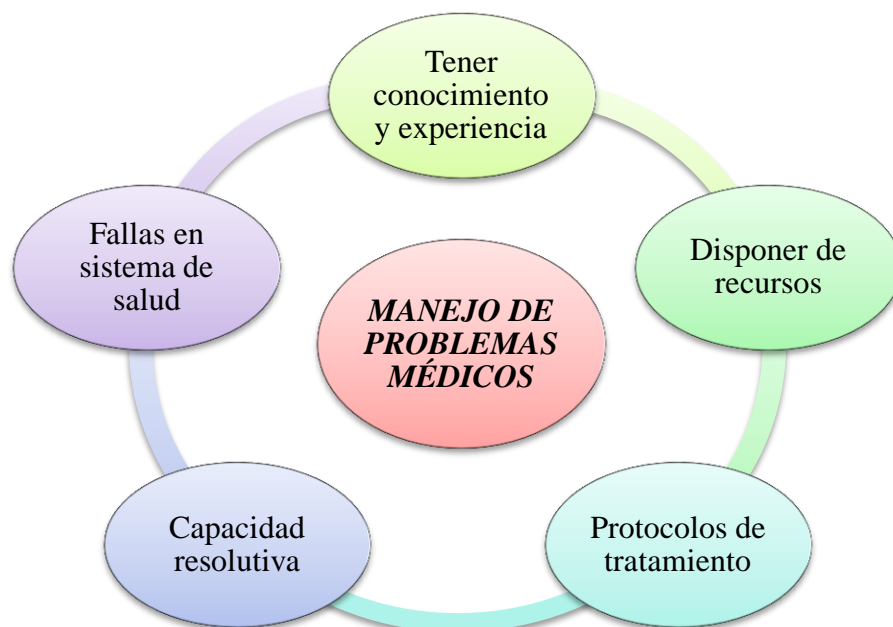 Tener
conocimiento
y experiencia
Disponer de
recursos
Protocolos de
tratamiento
Capacidad
resolutiva
Fallas en
sistema de
salud
MANEJO DE
PROBLEMAS
MÉDICOS